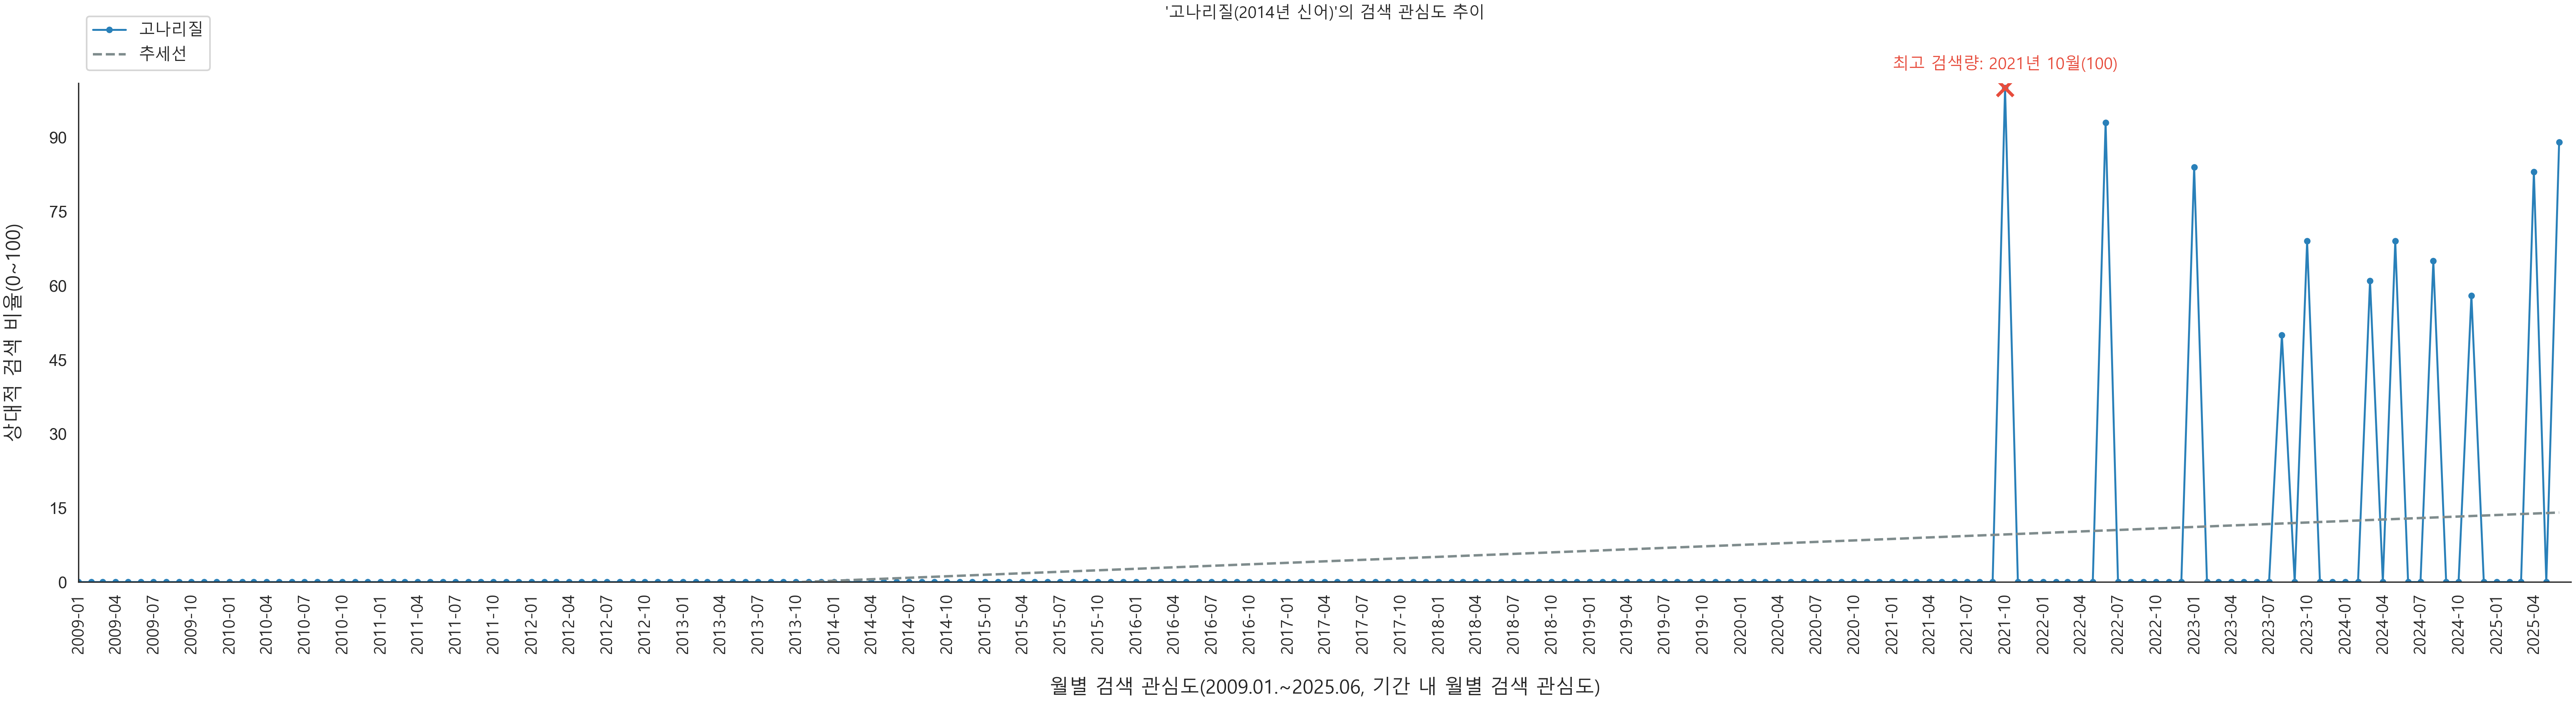 '고나리질(2014년 신어)'의 검색 관심도 추이
고나리질
추세선
최고 검색량: 2021년 10월(100)
상대적 검색 비율(0~100)
90
75
60
45
30
15
0
2009-01 2009-04 2009-07 2009-10 2010-01 2010-04 2010-07 2010-10 2011-01 2011-04 2011-07 2011-10 2012-01 2012-04 2012-07 2012-10 2013-01 2013-04 2013-07 2013-10 2014-01 2014-04 2014-07 2014-10 2015-01 2015-04 2015-07 2015-10 2016-01 2016-04 2016-07 2016-10 2017-01 2017-04 2017-07 2017-10 2018-01 2018-04 2018-07 2018-10 2019-01 2019-04 2019-07 2019-10 2020-01 2020-04 2020-07 2020-10 2021-01 2021-04 2021-07 2021-10 2022-01 2022-04 2022-07 2022-10 2023-01 2023-04 2023-07 2023-10 2024-01 2024-04 2024-07 2024-10 2025-01 2025-04
월별 검색 관심도(2009.01.~2025.06, 기간 내 월별 검색 관심도)